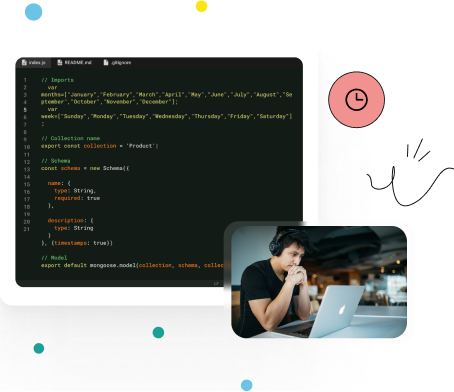 index.js README.md .gitignore
1 // Imports
2 var
3 months=["January","February","March","April","May","June","July","August","Se
4 ptember","October","November","December"];
5 var
6 week=["Sunday","Monday","Tuesday","Wednesday","Thursday","Friday","Saturday"]
7 ;
8
9 // Collection name
10 export const collection = 'Product';
11
12 // Schema
13 const schema = new Schema({
14
15 name: {
16 type: String,
17 required: true
18 },
19
20 description: {
21 type: String
}
}, {timestamps: true})
// Model
export default mongoose.model(collection, schema, collec
LF